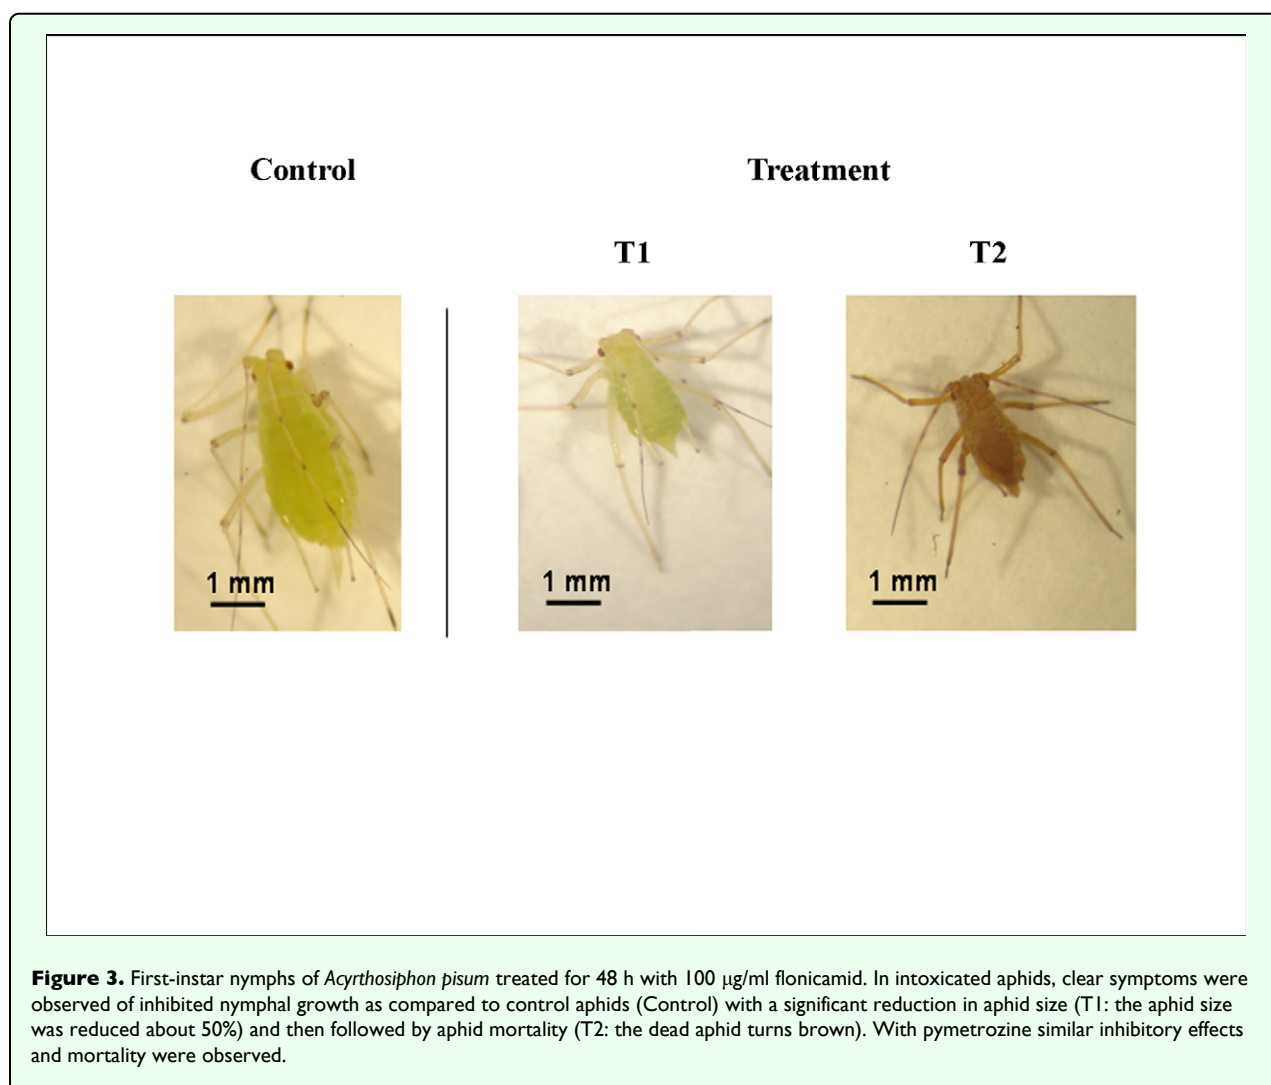 Control
Treatment
T1
T2
1 mm
1 mm
1 mm
Figure 3. First-instar nymphs of Acyrthosiphon pisum treated for 48 h with 100 μg/ml flonicamid. In intoxicated aphids, clear symptoms were
observed of inhibited nymphal growth as compared to control aphids (Control) with a significant reduction in aphid size (T1: the aphid size
was reduced about 50%) and then followed by aphid mortality (T2: the dead aphid turns brown). With pymetrozine similar inhibitory effects
and mortality were observed.